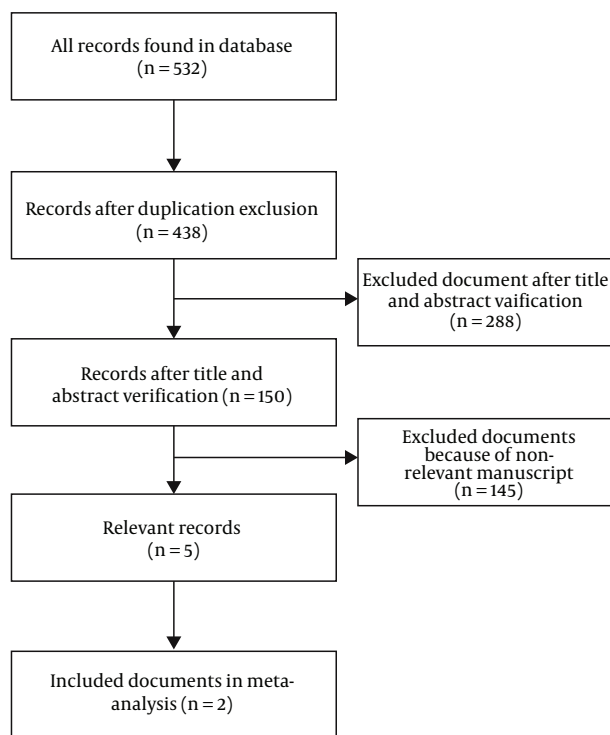 All records found in database
(n = 532)
Records after duplication exclusion
(n = 438)
Excluded document after title
and abstract vaification
(n = 288)
Records after title and
abstract verification (n = 150)
Excluded documents
because of non-
relevant manuscript
(n = 145)
Relevant records
(n = 5)
Included documents in meta-
analysis (n = 2)